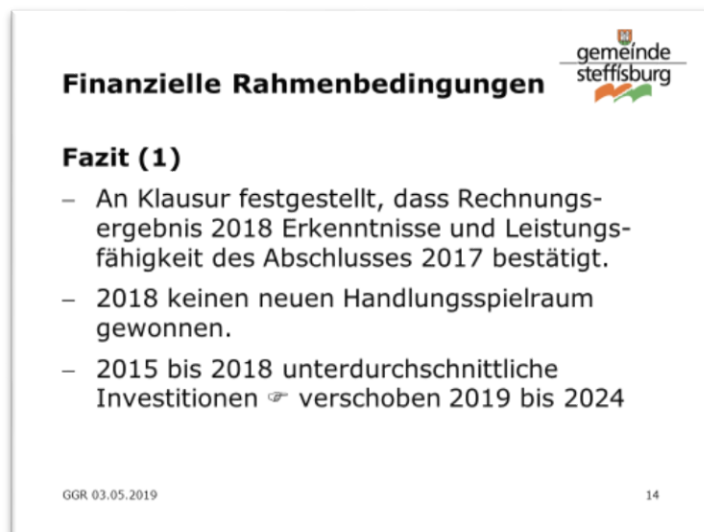 gemeinde
steffisburg
Finanzielle Rahmenbedingungen
Fazit (1)
– An Klausur festgestellt, dass Rechnungs-
ergebnis 2018 Erkenntnisse und Leistungs-
fähigkeit des Abschlusses 2017 bestätigt.
– 2018 keinen neuen Handlungsspielraum
gewonnen.
– 2015 bis 2018 unterdurchschnittliche
Investitionen ☞ verschoben 2019 bis 2024
GGR 03.05.2019
14